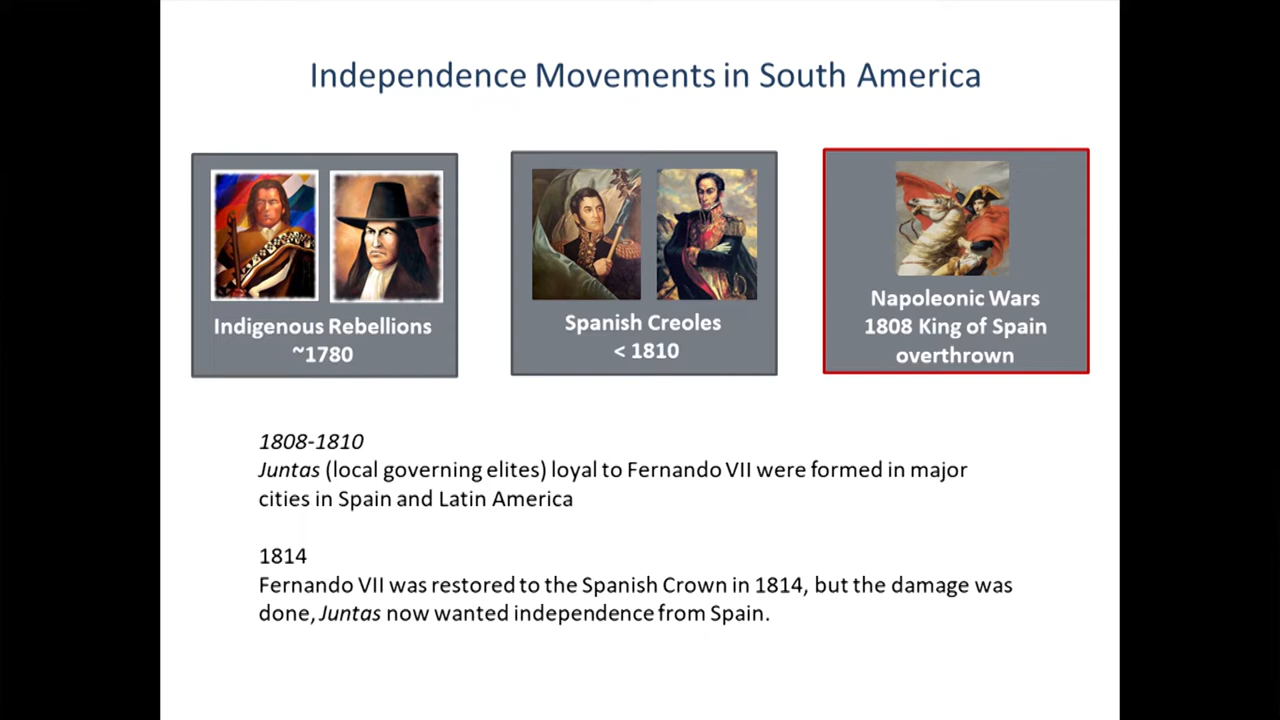 Independence Movements in South America
Indigenous Rebellions
~1780
Spanish Creoles
< 1810
Napoleonic Wars
1808 King of Spain
overthrown
1808-1810
Juntas (local governing elites) loyal to Fernando VII were formed in major
cities in Spain and Latin America
1814
Fernando VII was restored to the Spanish Crown in 1814, but the damage was
done, Juntas now wanted independence from Spain.